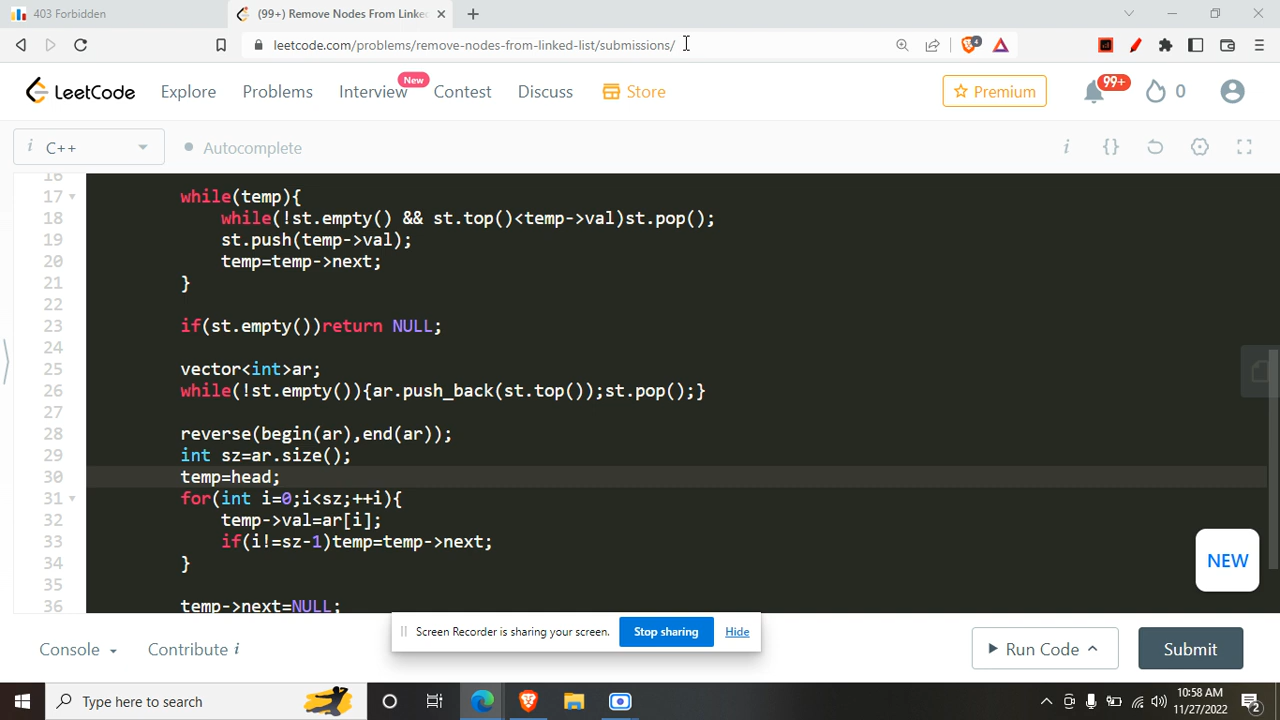 403 Forbidden
(99+) Remove Nodes From Linke
leetcode.com/problems/remove-nodes-from-linked-list/submissions/
4
LeetCode
Explore
Problems
Interview
New
Contest
Discuss
Store
Premium
99+
0
i C++
Autocomplete
i {}
16
17 while(temp){
18 while(!st.empty() && st.top()<temp->val)st.pop();
19 st.push(temp->val);
20 temp=temp->next;
21 }
22
23 if(st.empty())return NULL;
24
25 vector<int>ar;
26 while(!st.empty()){ar.push_back(st.top());st.pop();}
27
28 reverse(begin(ar),end(ar));
29 int sz=ar.size();
30 temp=head;
31 for(int i=0;i<sz;++i){
32 temp->val=ar[i];
33 if(i!=sz-1)temp=temp->next;
34 }
35
36 temp->next=NULL;
NEW
Screen Recorder is sharing your screen.
Stop sharing
Hide
Console
Contribute i
Run Code
Submit
Type here to search
10:58 AM
11/27/2022
2